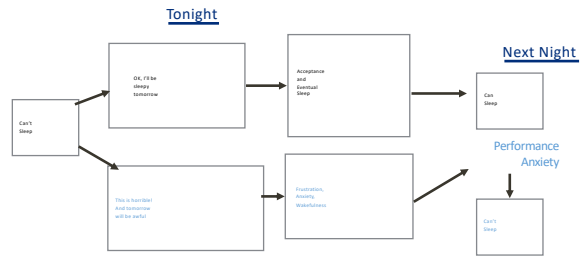 Tonight
Next Night
OK, I'll be
sleepy
tomorrow
Acceptance
and
Eventual
Sleep
Can
Sleep
Can't
Sleep
Performance
Anxiety
This is horrible!
And tomorrow
will be awful
Frustration,
Anxiety,
Wakefulness
Can't
Sleep